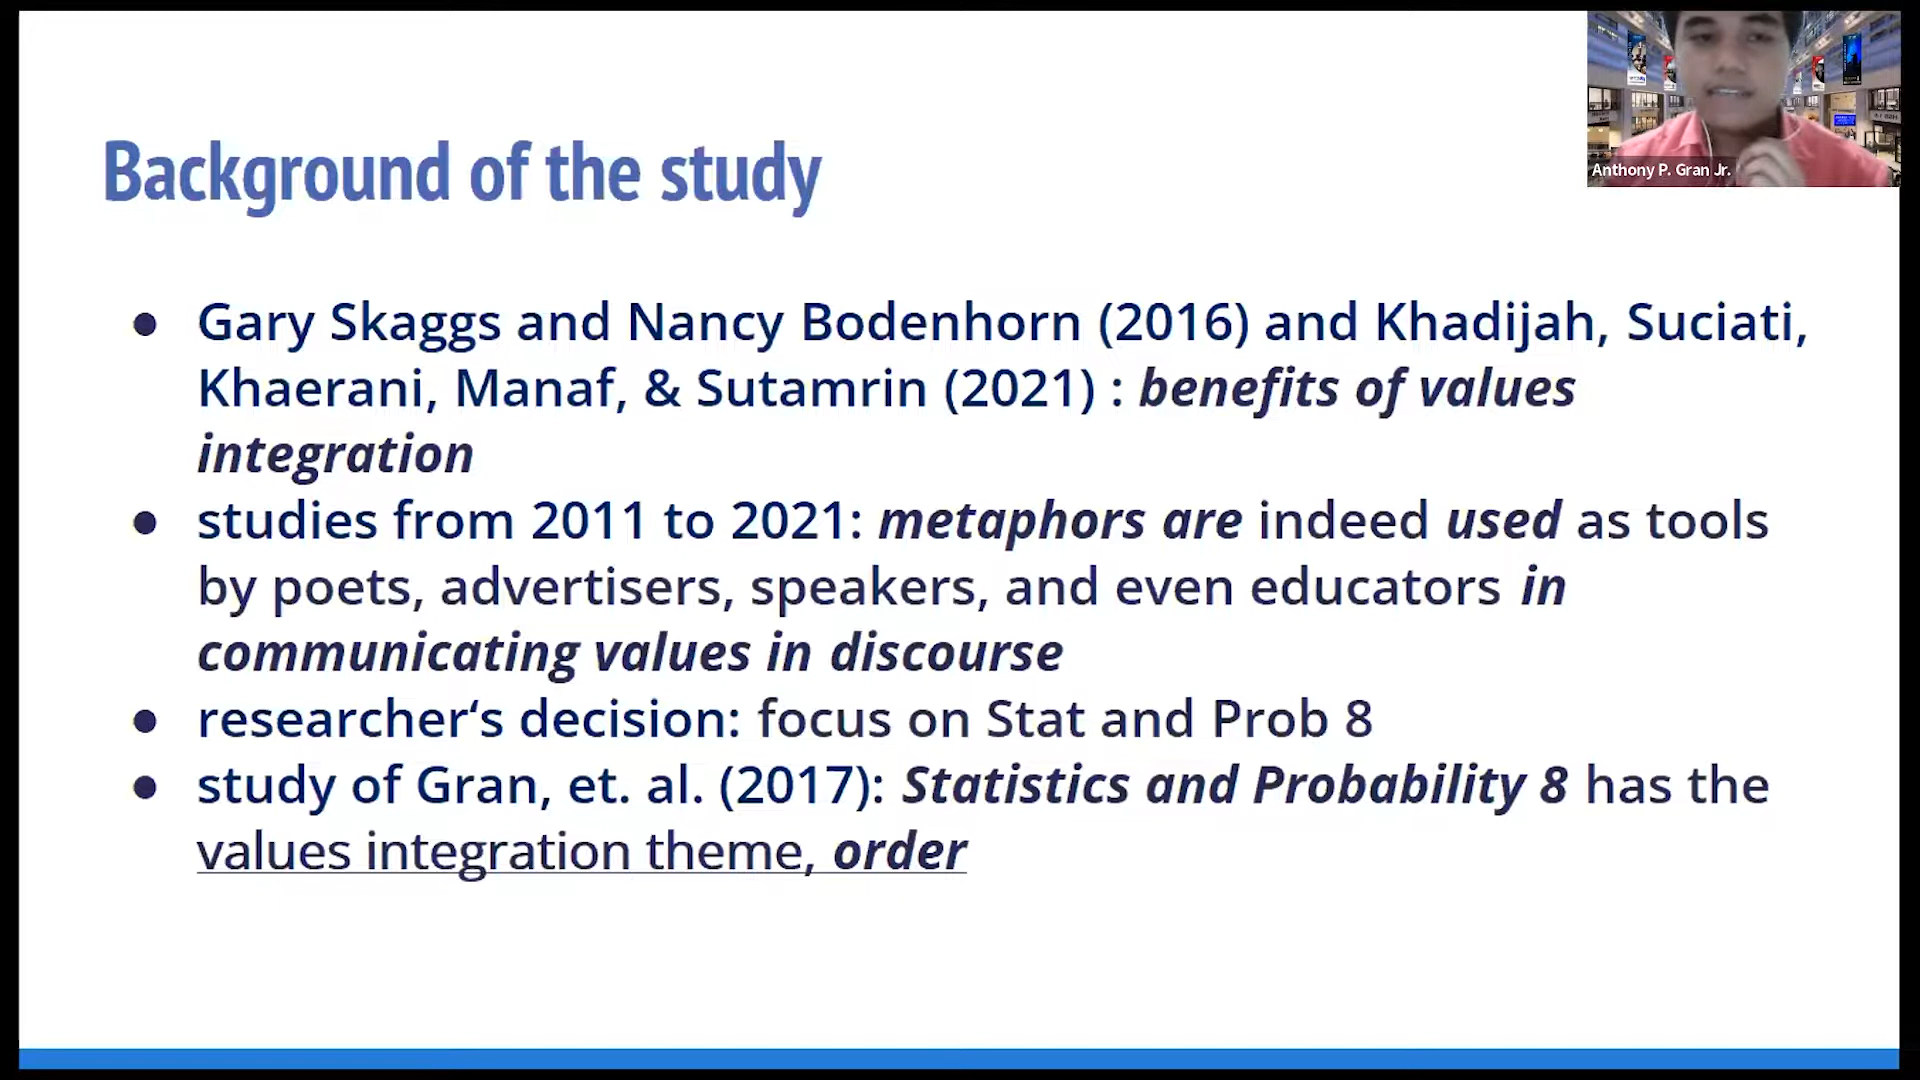 Anthony P. Gran Jr.
Background of the study
● Gary Skaggs and Nancy Bodenhorn (2016) and Khadijah, Suciati,
Khaerani, Manaf, & Sutamrin (2021) : benefits of values
integration
● studies from 2011 to 2021: metaphors are indeed used as tools
by poets, advertisers, speakers, and even educators in
communicating values in discourse
● researcher‘s decision: focus on Stat and Prob 8
● study of Gran, et. al. (2017): Statistics and Probability 8 has the
values integration theme, order